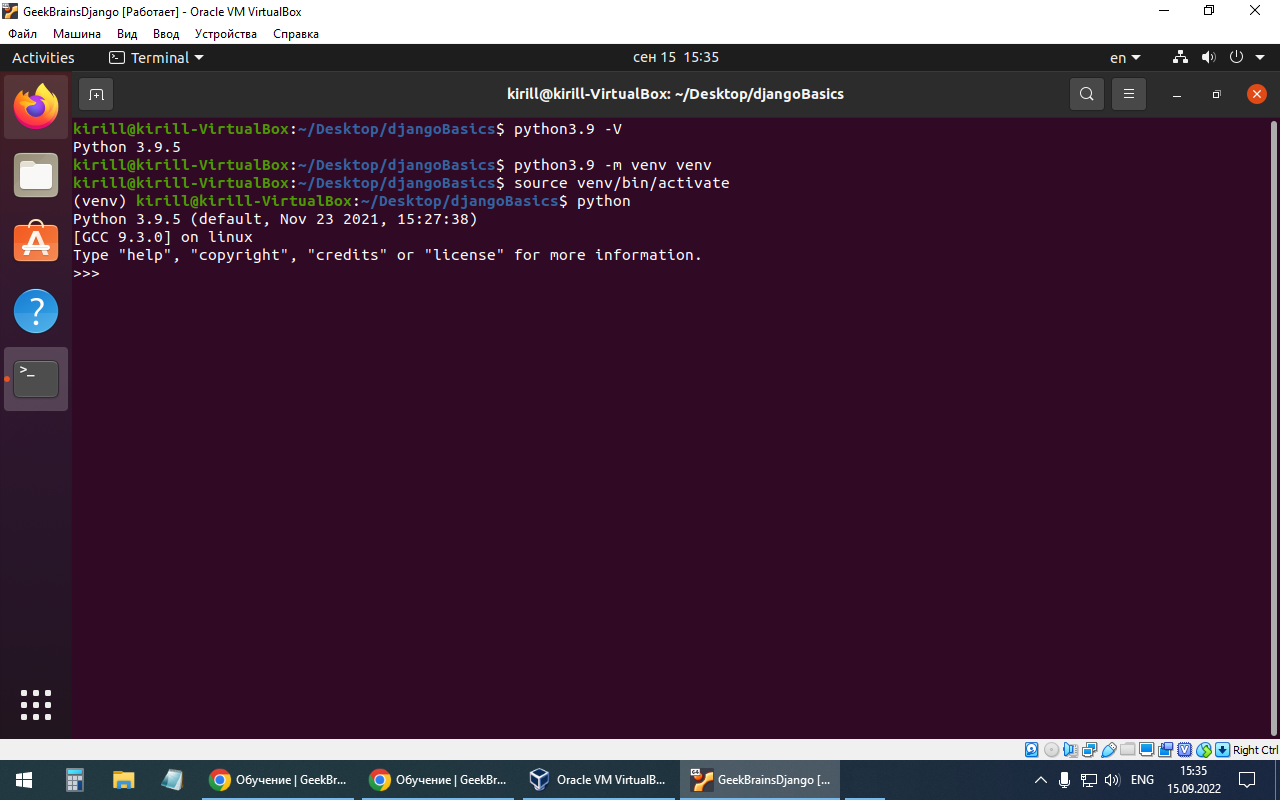 GeekBrainsDjango [Работает] - Oracle VM VirtualBox
Файл Машина Вид Ввод Устройства Справка
Activities Terminal сен 15 15:35 en
kirill@kirill-VirtualBox: ~/Desktop/djangoBasics
kirill@kirill-VirtualBox:~/Desktop/djangoBasics$ python3.9 -V
Python 3.9.5
kirill@kirill-VirtualBox:~/Desktop/djangoBasics$ python3.9 -m venv venv
kirill@kirill-VirtualBox:~/Desktop/djangoBasics$ source venv/bin/activate
(venv) kirill@kirill-VirtualBox:~/Desktop/djangoBasics$ python
Python 3.9.5 (default, Nov 23 2021, 15:27:38)
[GCC 9.3.0] on linux
Type "help", "copyright", "credits" or "license" for more information.
>>>
Right Ctrl
Обучение | GeekBr... Обучение | GeekBr... Oracle VM VirtualB... GeekBrainsDjango [... ENG 15:35
15.09.2022